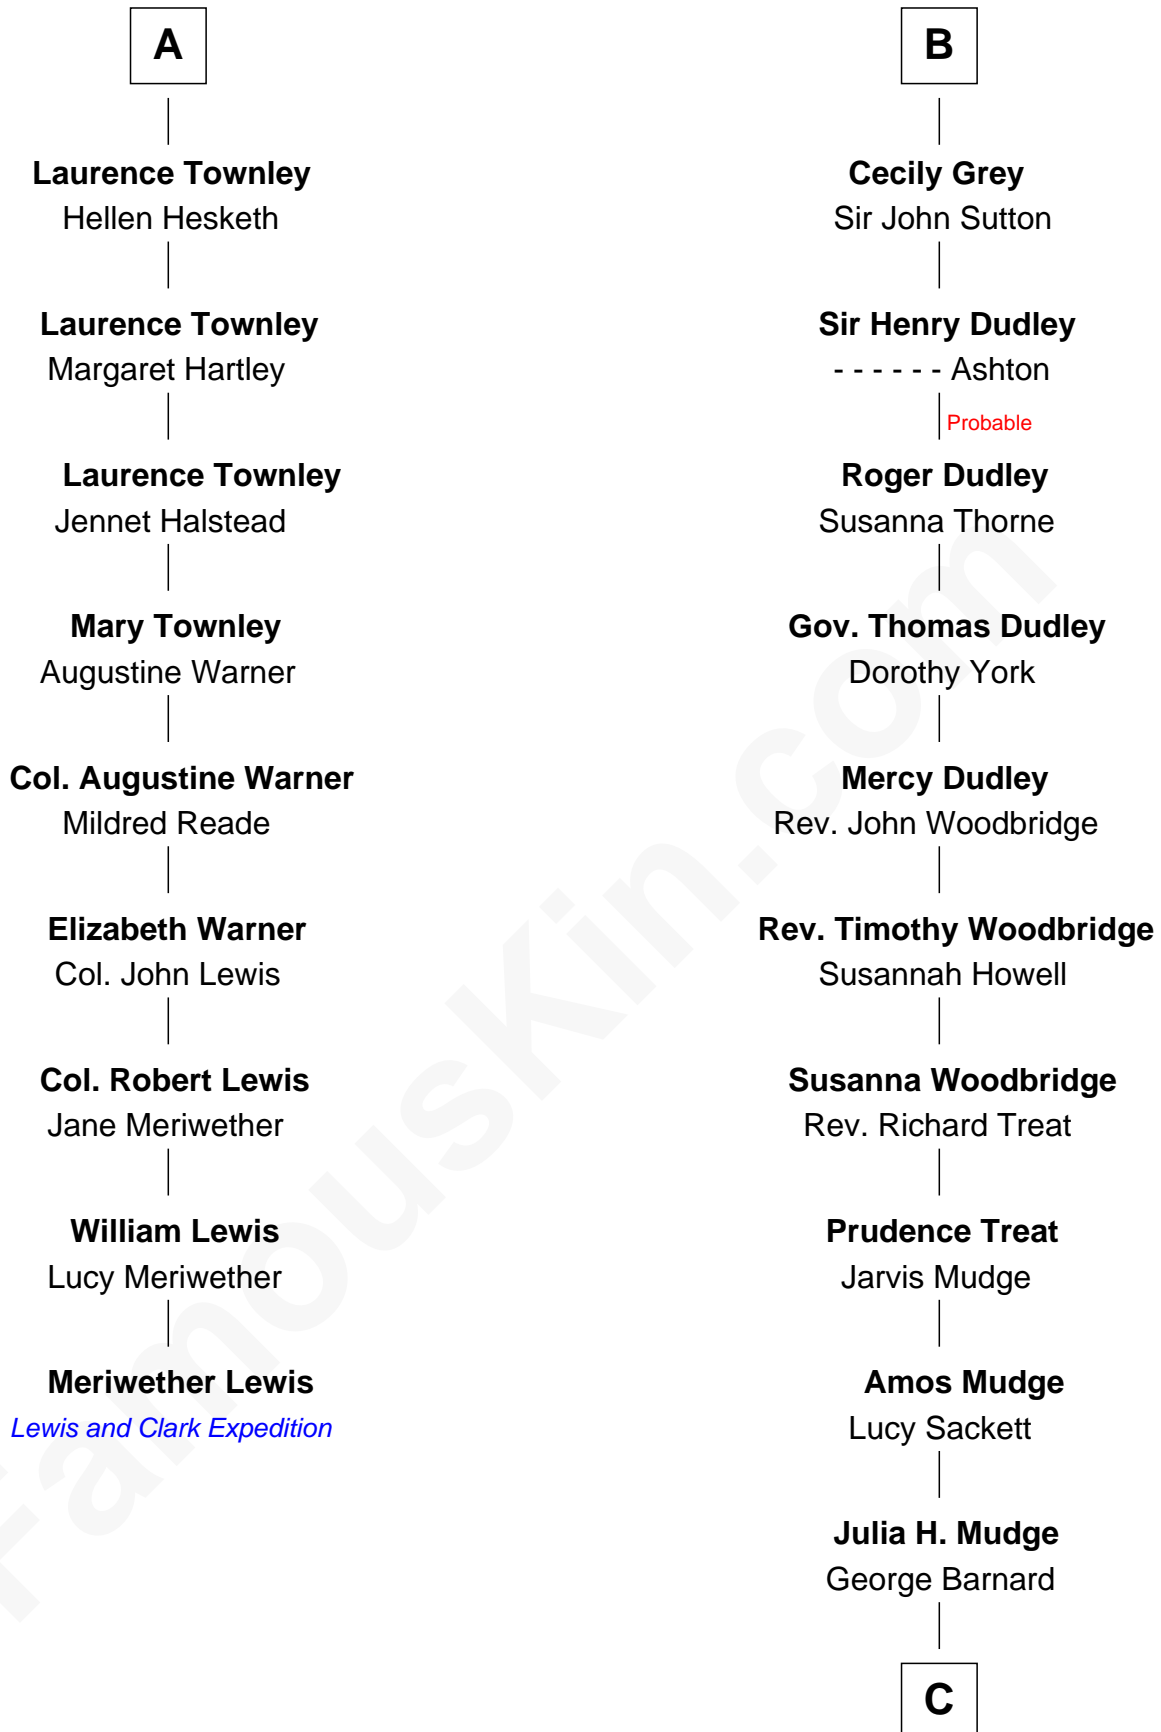 A
Laurence Townley
Hellen Hesketh
Laurence Townley
Margaret Hartley
Laurence Townley
Jennet Halstead
Mary Townley
Augustine Warner
Col. Augustine Warner
Mildred Reade
Elizabeth Warner
Col. John Lewis
Col. Robert Lewis
Jane Meriwether
William Lewis
Lucy Meriwether
Meriwether Lewis
Lewis and Clark Expedition
B
Cecily Grey
Sir John Sutton
Sir Henry Dudley
- - - - - - Ashton
Probable
Roger Dudley
Susanna Thorne
Gov. Thomas Dudley
Dorothy York
Mercy Dudley
Rev. John Woodbridge
Rev. Timothy Woodbridge
Susannah Howell
Susanna Woodbridge
Rev. Richard Treat
Prudence Treat
Jarvis Mudge
Amos Mudge
Lucy Sackett
Julia H. Mudge
George Barnard
C
FamousKin.com